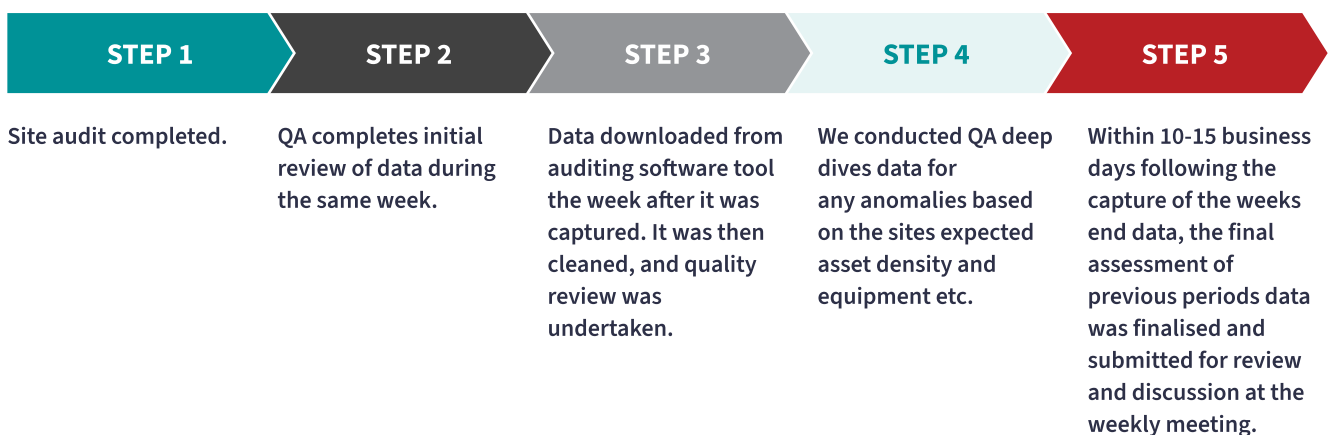 STEP 1
STEP 2
STEP 3
STEP 4
STEP 5
Site audit completed.
QA completes initial
review of data during
the same week.
Data downloaded from
auditing software tool
the week after it was
captured. It was then
cleaned, and quality
review was
undertaken.
We conducted QA deep
dives data for
any anomalies based
on the sites expected
asset density and
equipment etc.
Within 10-15 business
days following the
capture of the weeks
end data, the final
assessment of
previous periods data
was finalised and
submitted for review
and discussion at the
weekly meeting.